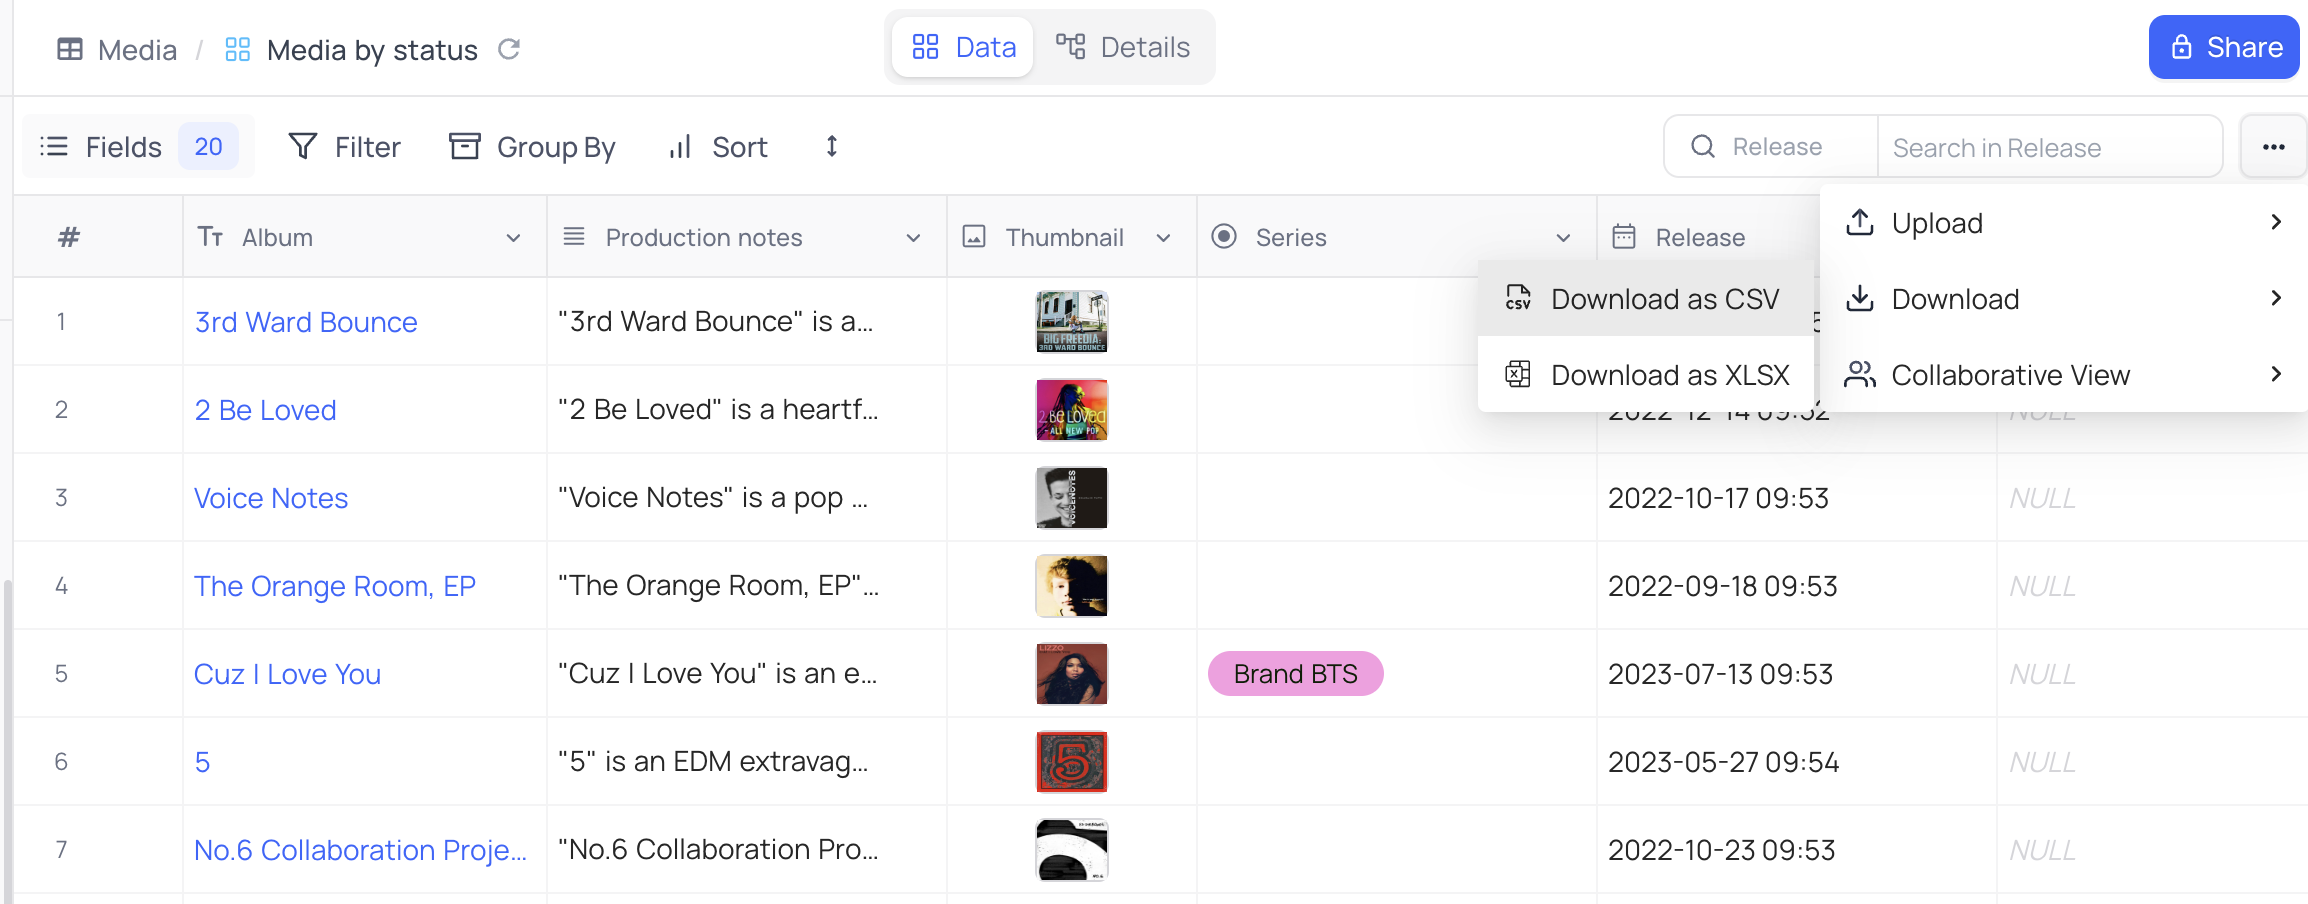 Media / Media by status
Data Details
Share
Fields 20 Filter Group By Sort
Release Search in Release
# Album Production notes Thumbnail Series Release
Upload
Download
Collaborative View
Download as CSV
Download as XLSX
1 3rd Ward Bounce "3rd Ward Bounce" is a...
BIG FREEDIA:
3RD WARD BOUNCE
2 2 Be Loved "2 Be Loved" is a heartf... 2022-12-14 09:52 NULL
2 BE LOVED
ALL NEW POP
3 Voice Notes "Voice Notes" is a pop ... 2022-10-17 09:53 NULL
VOICENOTES
4 The Orange Room, EP "The Orange Room, EP"... 2022-09-18 09:53 NULL
5 Cuz I Love You "Cuz I Love You" is an e... Brand BTS 2023-07-13 09:53 NULL
LIZZO
6 5 "5" is an EDM extravag... 2023-05-27 09:54 NULL
5
7 No.6 Collaboration Proje... "No.6 Collaboration Pro... 2022-10-23 09:53 NULL